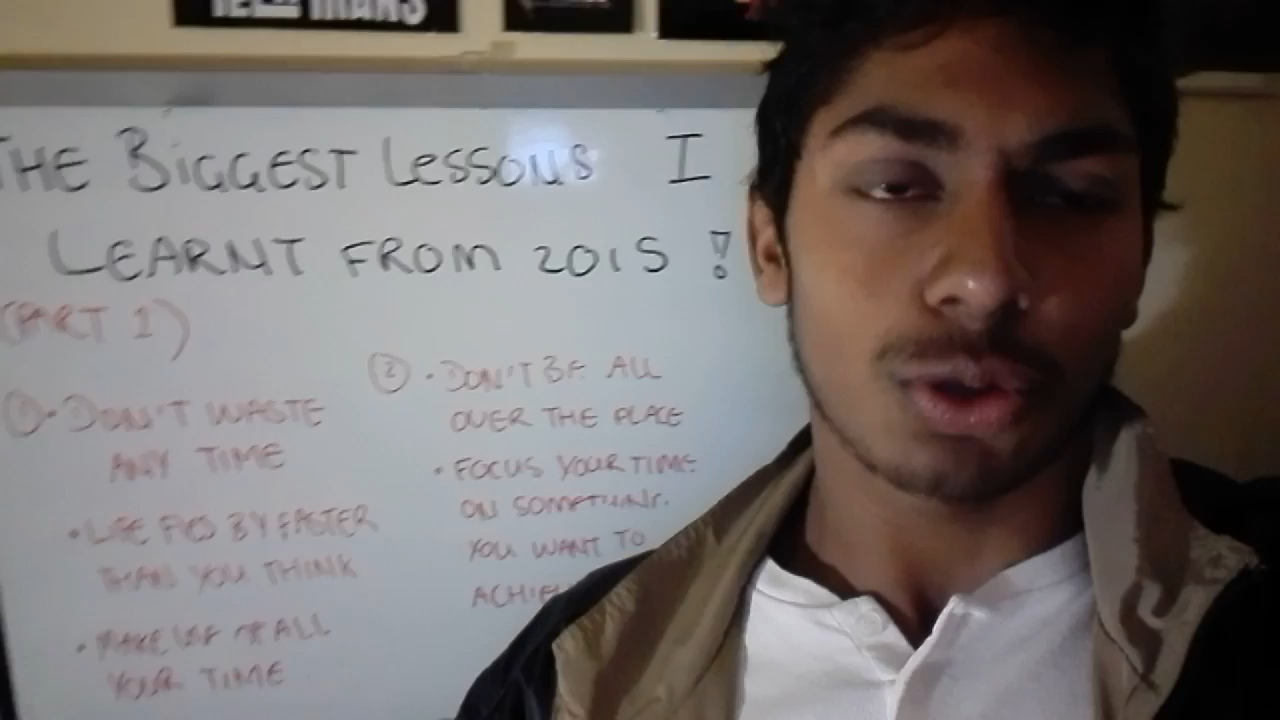 THE BIGGEST LESSONS I
LEARNT FROM 2015 !
(PART 1)
① • DON'T WASTE
ANY TIME
• LIFE FLIES BY FASTER
THAN YOU THINK
• MAKE USE OF ALL
YOUR TIME
② • DON'T BE ALL
OVER THE PLACE
• FOCUS YOUR TIME
ON SOMETHING
YOU WANT TO